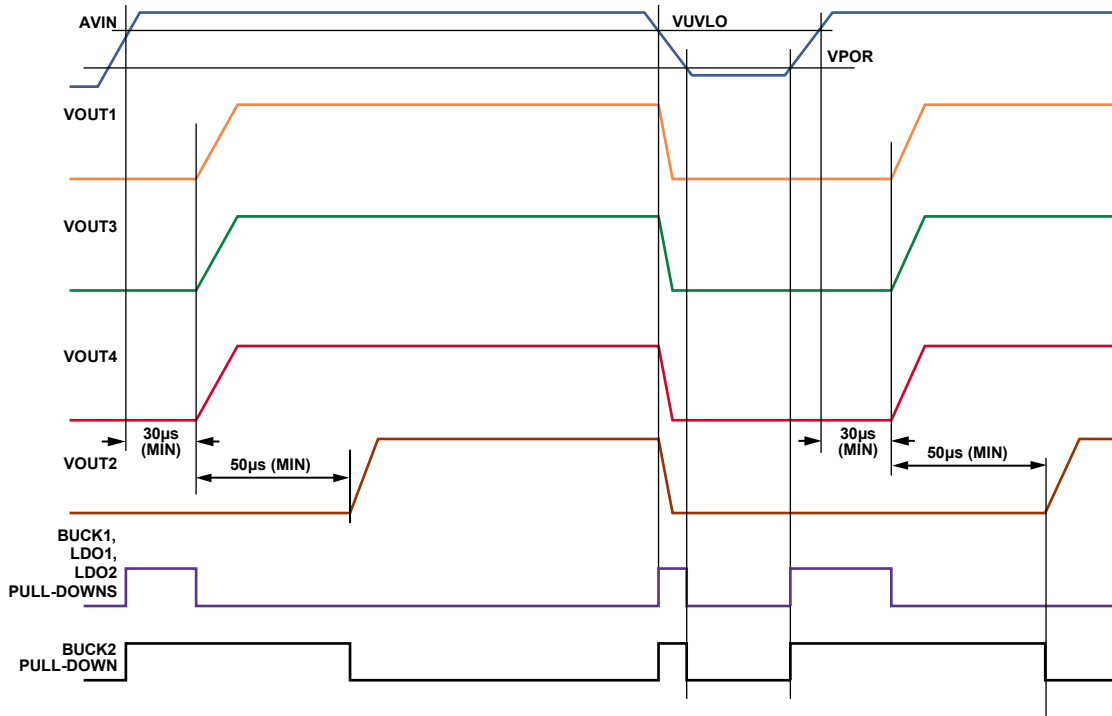 AVIN
VUVLO
VPOR
VOUT1
VOUT3
VOUT4
30µs
(MIN)
30µs
(MIN)
VOUT2
50µs (MIN)
50µs (MIN)
BUCK1,
LDO1,
LDO2
PULL-DOWNS
BUCK2
PULL-DOWN